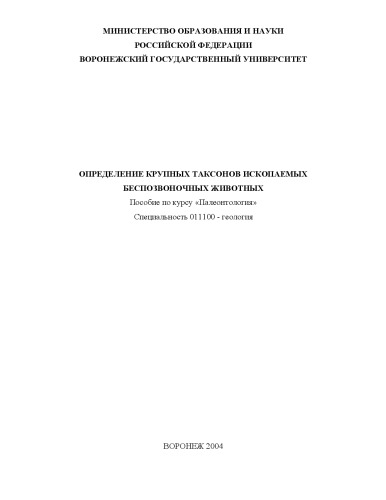 МИНИСТЕРСТВО ОБРАЗОВАНИЯ И НАУКИ
РОССИЙСКОЙ ФЕДЕРАЦИИ
ВОРОНЕЖСКИЙ ГОСУДАРСТВЕННЫЙ УНИВЕРСИТЕТ
ОПРЕДЕЛЕНИЕ КРУПНЫХ ТАКСОНОВ ИСКОПАЕМЫХ
БЕСПОЗВОНОЧНЫХ ЖИВОТНЫХ
Пособие по курсу «Палеонтология»
Специальность 011100 - геология
ВОРОНЕЖ 2004